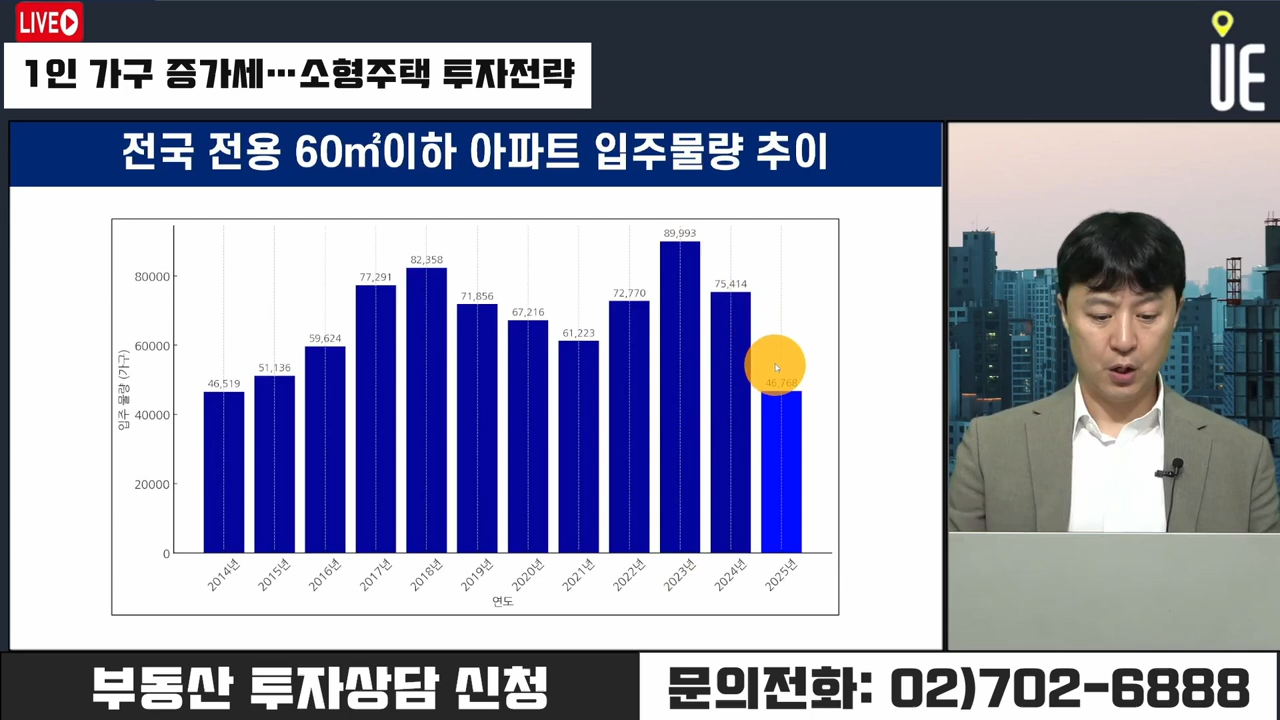 LIVE
1인 가구 증가세…소형주택 투자전략
UE
전국 전용 60㎡이하 아파트 입주물량 추이
입주 물량 (가구)
80000
60000
40000
20000
0
46,519
51,136
59,624
77,291
82,358
71,856
67,216
61,223
72,770
89,993
75,414
46,768
2014년
2015년
2016년
2017년
2018년
2019년
2020년
2021년
2022년
2023년
2024년
2025년
연도
부동산 투자상담 신청
문의전화: 02)702-6888